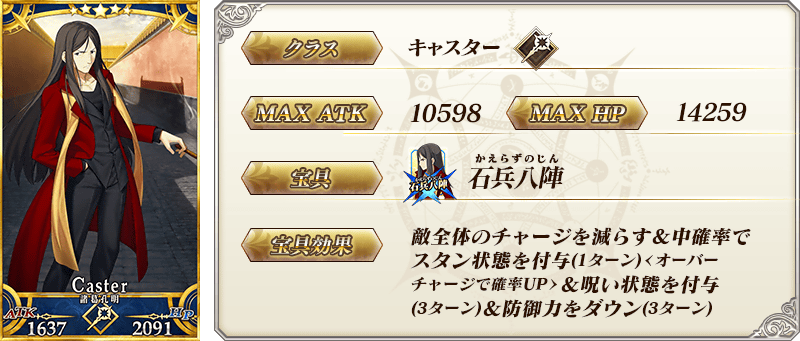 Caster
諸葛孔明
ATK
HP
1637
2091
クラス
キャスター
MAX ATK
10598
MAX HP
14259
宝具
石兵八陣
かえらずのじん
石兵八陣
宝具効果
敵全体のチャージを減らす&中確率で
スタン状態を付与(1ターン)<オーバー
チャージで確率UP>&呪い状態を付与
(3ターン)&防御力をダウン(3ターン)